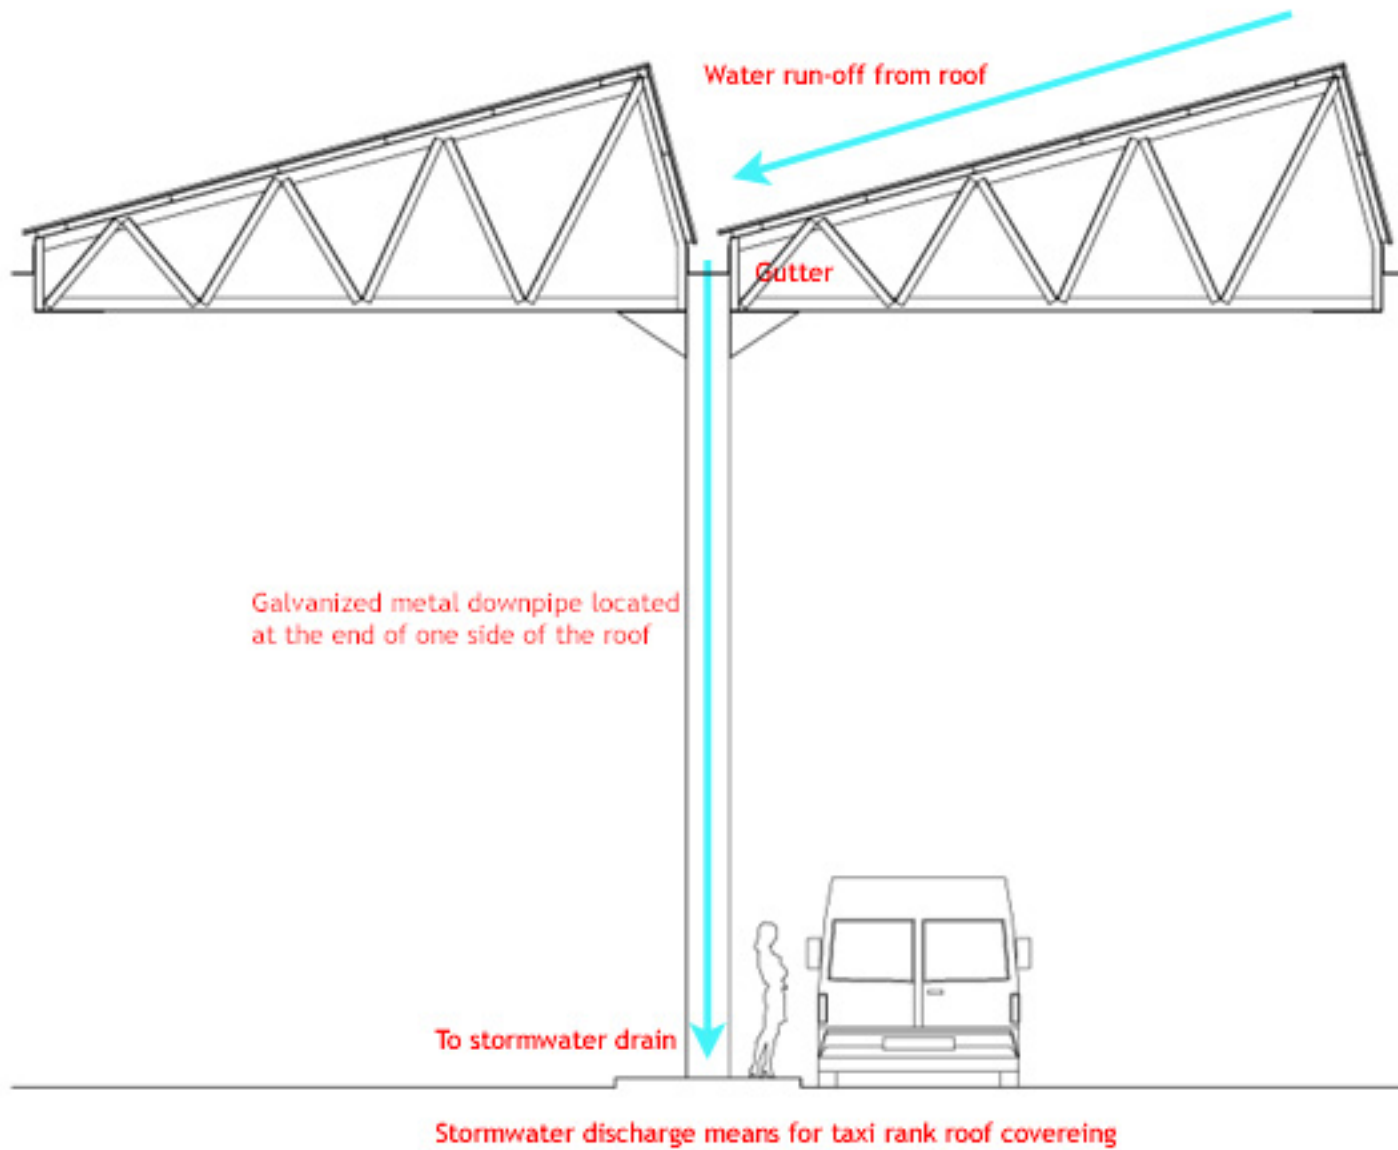 Water run-off from roof
Gutter
Galvanized metal downpipe located
at the end of one side of the roof
To stormwater drain
Stormwater discharge means for taxi rank roof covereing